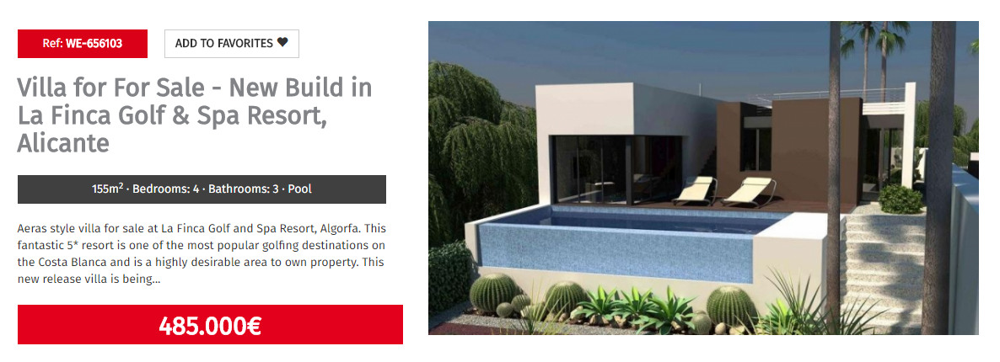 Ref: WE-656103
ADD TO FAVORITES ♥
Villa for For Sale - New Build in
La Finca Golf & Spa Resort,
Alicante
155m² · Bedrooms: 4 · Bathrooms: 3 · Pool
Aeras style villa for sale at La Finca Golf and Spa Resort, Algorfa. This
fantastic 5* resort is one of the most popular golfing destinations on
the Costa Blanca and is a highly desirable area to own property. This
new release villa is being...
485.000€